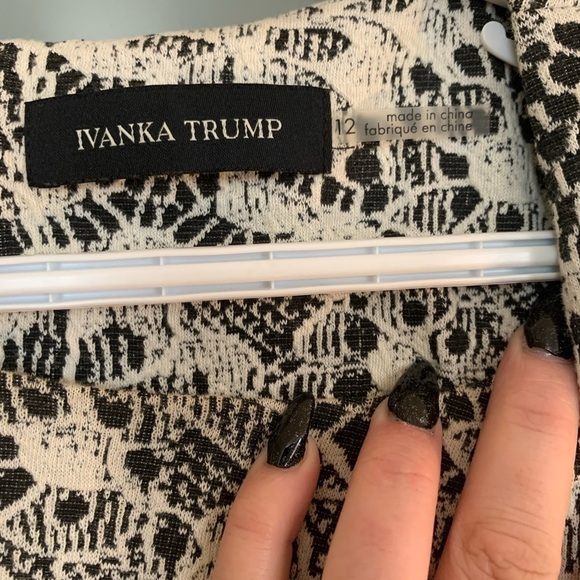 IVANKA TRUMP
12
made in china
fabriqué en chine